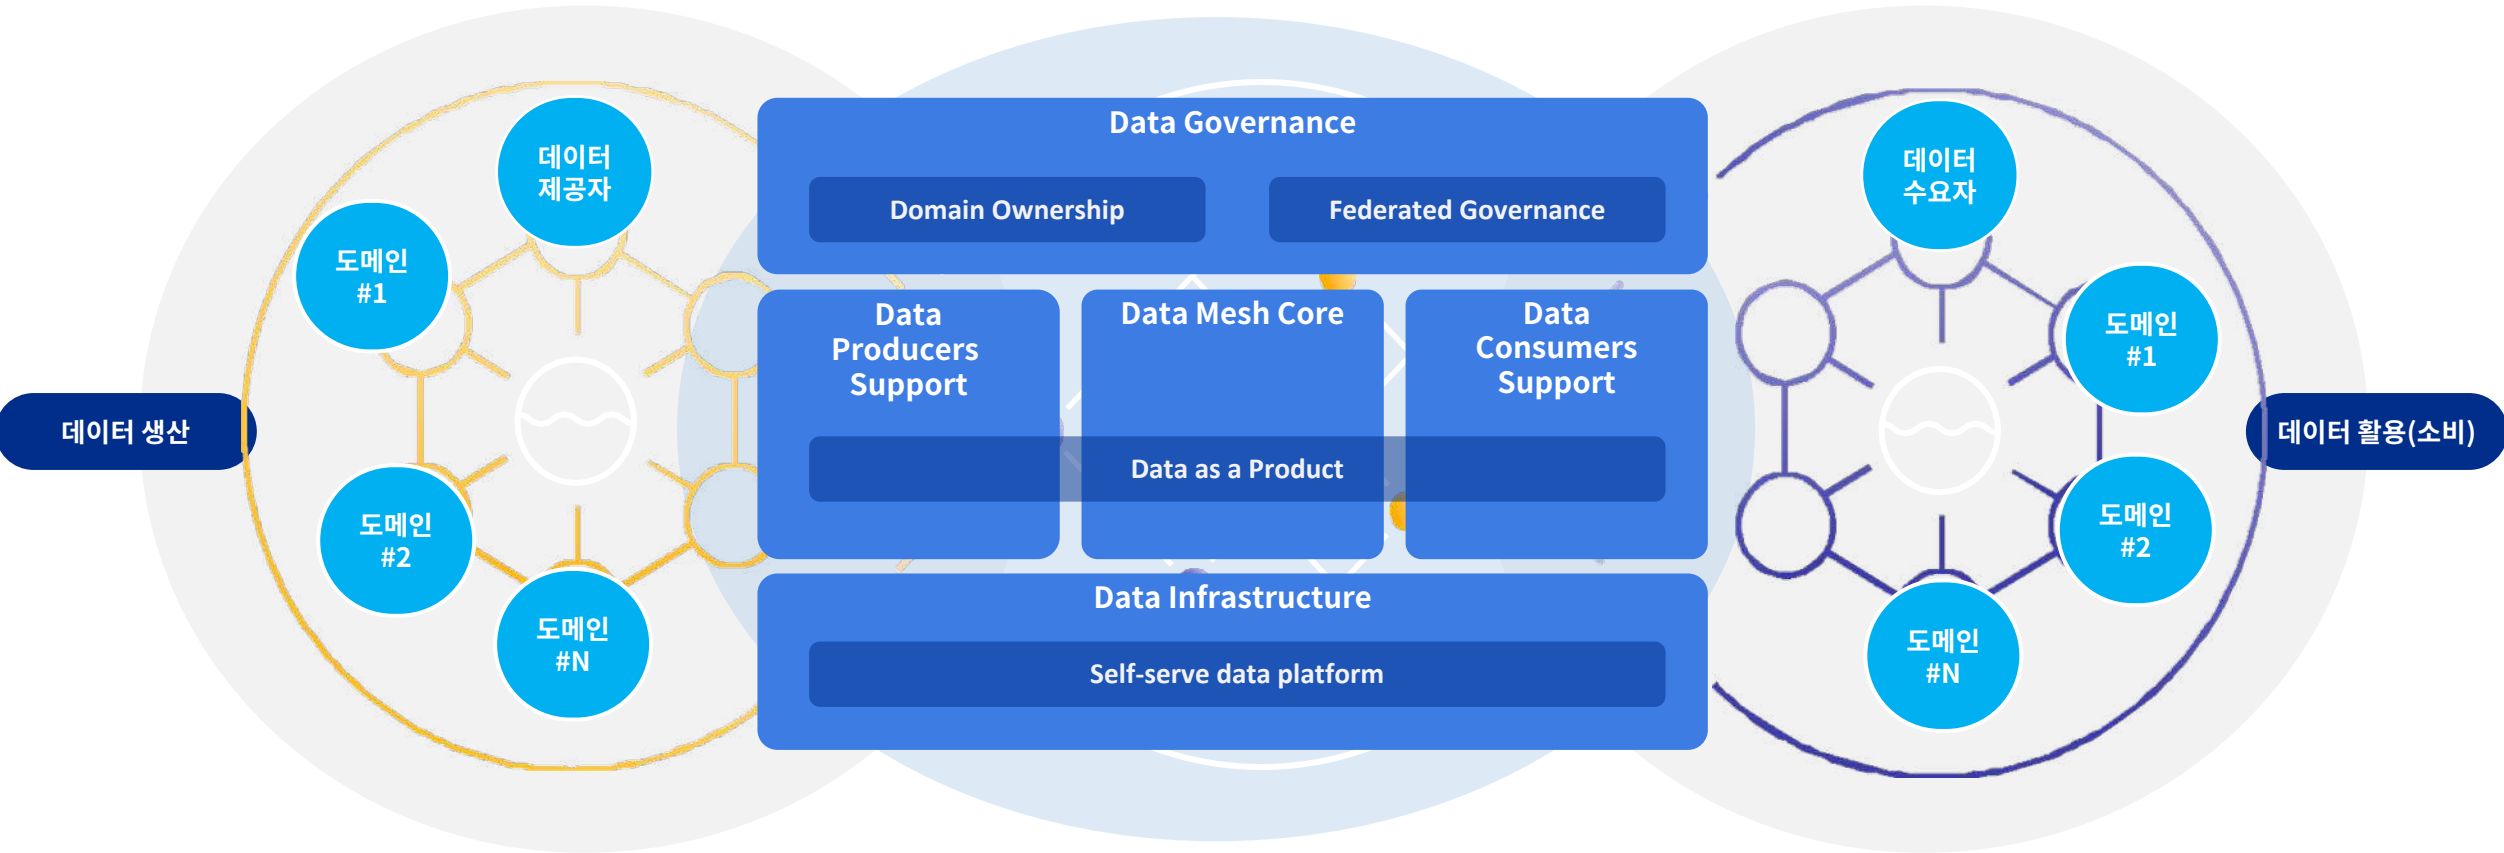 데이터 생산
데이터
제공자
도메인
#1
도메인
#2
도메인
#N
Data Governance
Domain Ownership
Federated Governance
Data
Producers
Support
Data Mesh Core
Data
Consumers
Support
Data as a Product
Data Infrastructure
Self-serve data platform
데이터
수요자
도메인
#1
도메인
#2
도메인
#N
데이터 활용(소비)